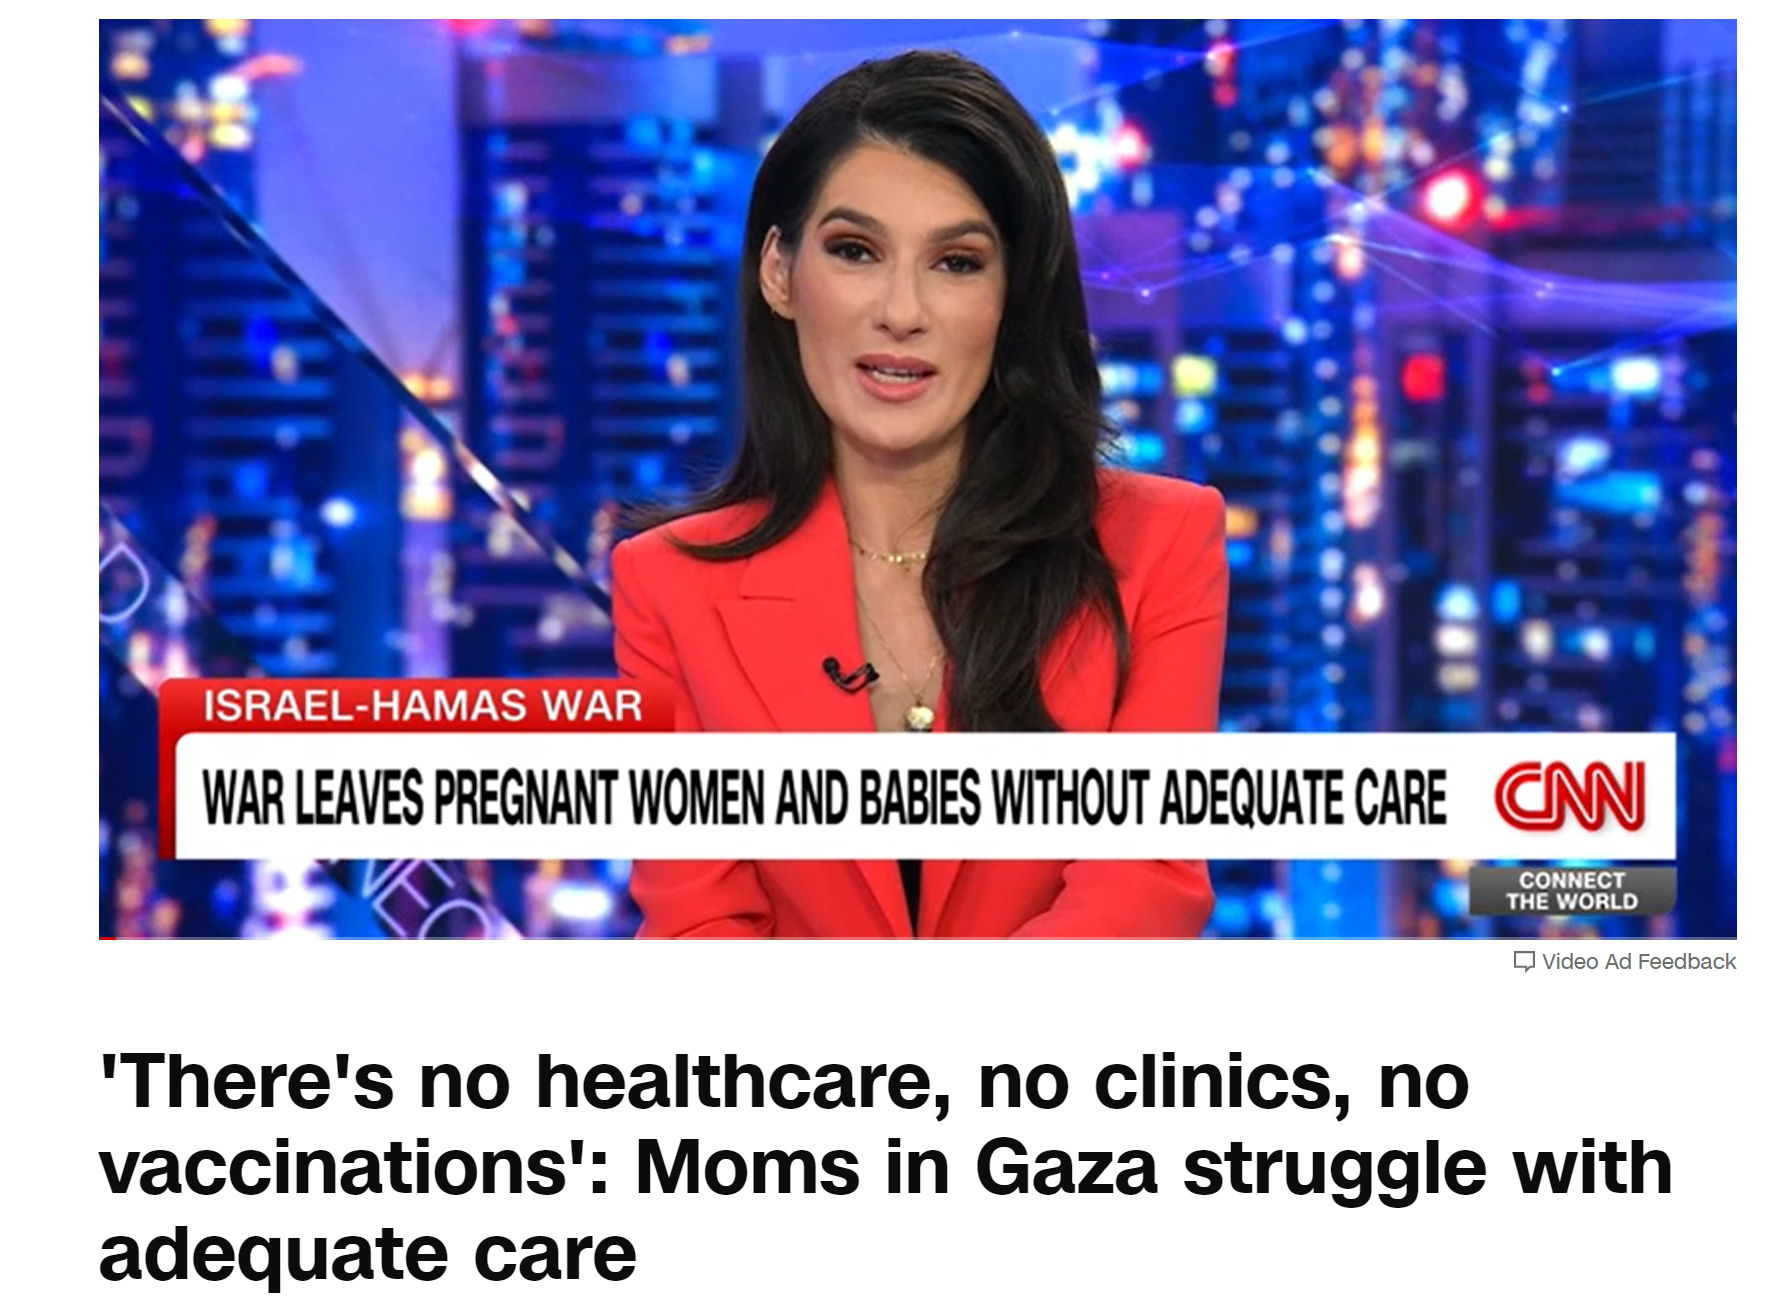 ISRAEL-HAMAS WAR
WAR LEAVES PREGNANT WOMEN AND BABIES WITHOUT ADEQUATE CARE
CNN
CONNECT
THE WORLD
Video Ad Feedback
'There's no healthcare, no clinics, no
vaccinations': Moms in Gaza struggle with
adequate care